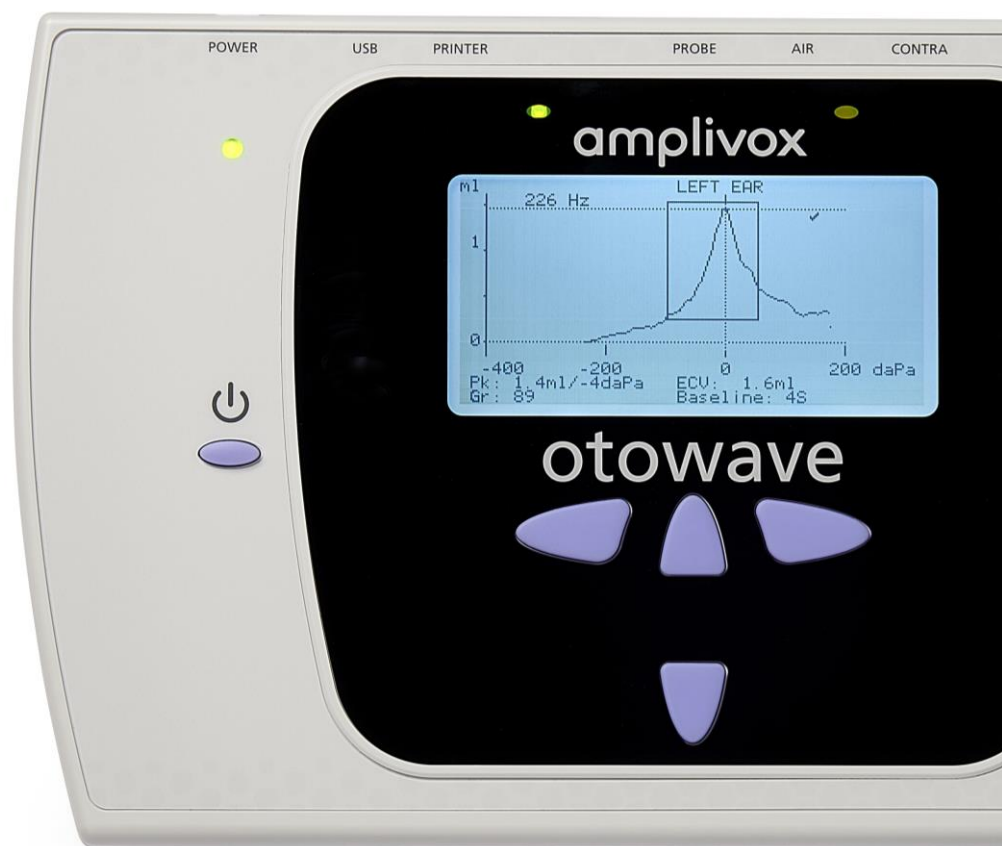 POWER USB PRINTER PROBE AIR CONTRA
amplivox
ml LEFT EAR
226 Hz
1
0
-400 -200 0 200 daPa
Pk: 1.4ml/-4daPa ECV: 1.6ml
Gr: 89 Baseline: 4S
otowave